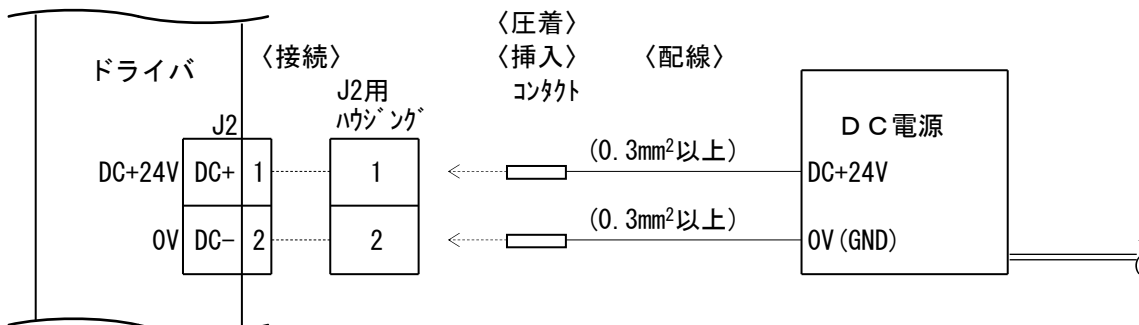 〈圧着〉
〈接続〉 〈挿入〉 〈配線〉
ドライバ
J2用 コンタクト
ハウジング
J2
DC電源
(0.3mm²以上)
DC+24V DC+ 1 1 DC+24V
(0.3mm²以上)
0V DC- 2 2 0V(GND)